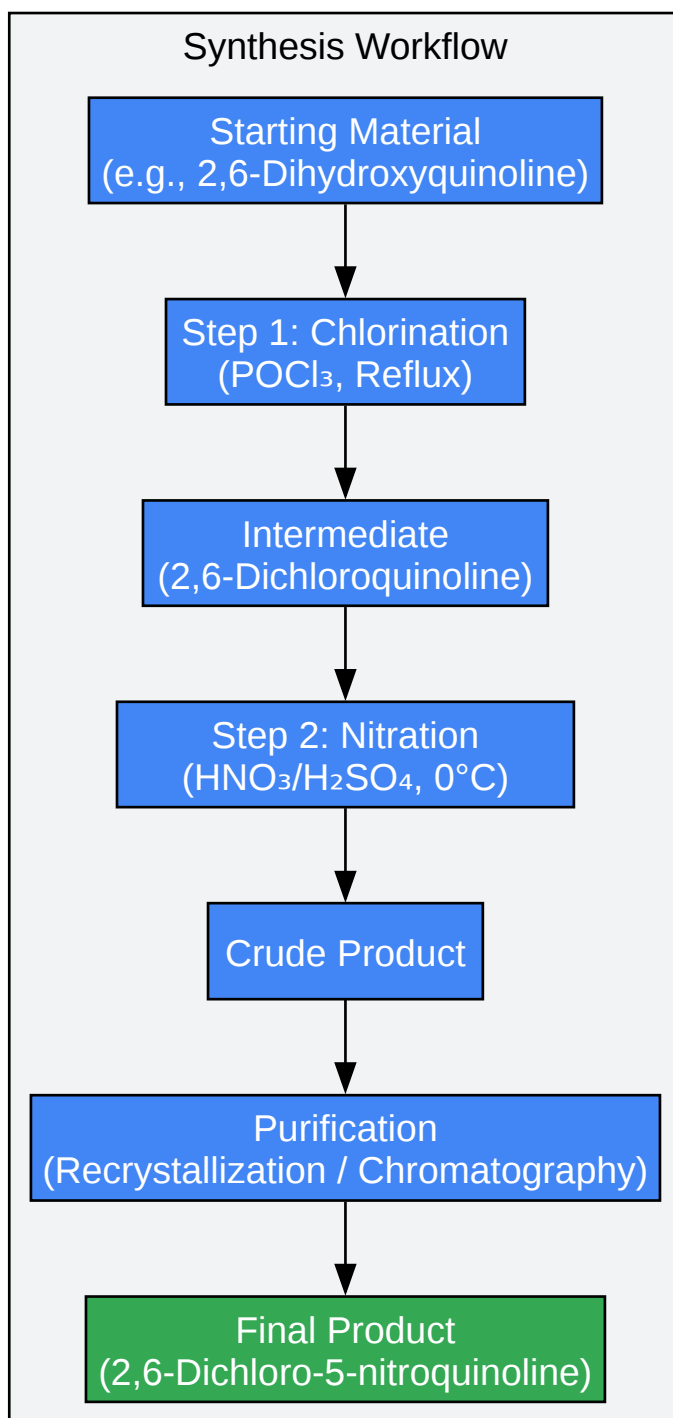 Synthesis Workflow
Starting Material
(e.g., 2,6-Dihydroxyquinoline)
Step 1: Chlorination
(POCl₃, Reflux)
Intermediate
(2,6-Dichloroquinoline)
Step 2: Nitration
(HNO₃/H₂SO₄, 0°C)
Crude Product
Purification
(Recrystallization / Chromatography)
Final Product
(2,6-Dichloro-5-nitroquinoline)